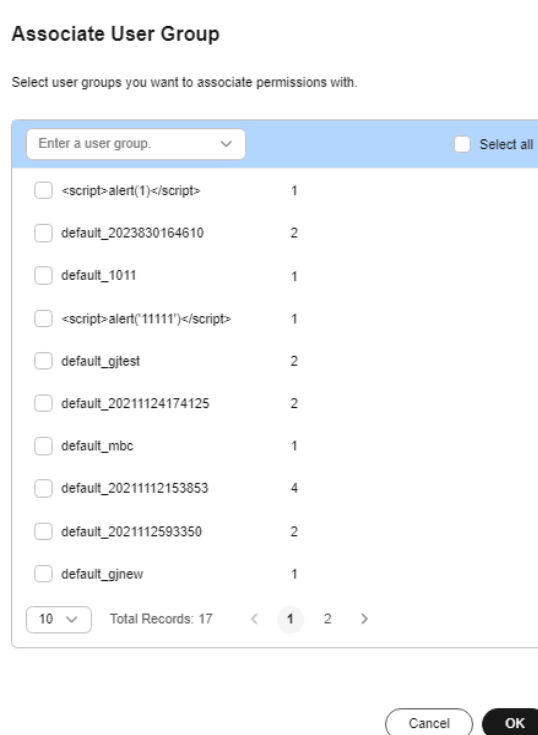 Associate User Group
Select user groups you want to associate permissions with.
Enter a user group. Select all
<script>alert(1)</script> 1
default_2023830164610 2
default_1011 1
<script>alert('11111')</script> 1
default_gjtest 2
default_20211124174125 2
default_mbc 1
default_20211112153853 4
default_2021112593350 2
default_gjnew 1
10 Total Records: 17 < 1 2 >
Cancel OK